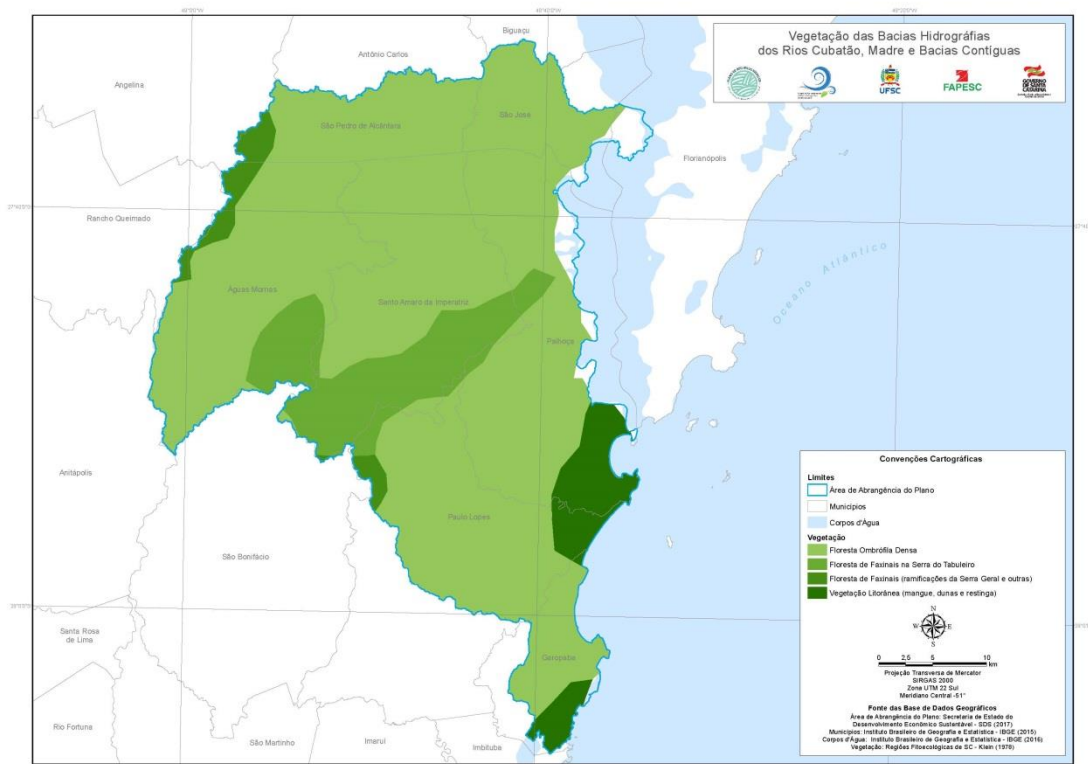 Vegetação das Bacias Hidrográfias
dos Rios Cubatão, Madre e Bacias Contíguas
UFSC
FAPESC
GOVERNO
DE SANTA
CATARINA
Biguaçu
Antônio Carlos
Angelina
São Pedro de Alcântara
São José
Florianópolis
Rancho Queimado
Oceano Atlântico
Águas Mornas
Santo Amaro da Imperatriz
Palhoça
Anitápolis
Paulo Lopes
São Bonifácio
Santa Rosa
de Lima
Garopaba
Rio Fortuna
São Martinho
Imaruí
Imbituba
Convenções Cartográficas
Limites
Área de Abrangência do Plano
Municípios
Corpos d'Água
Vegetação
Floresta Ombrófila Densa
Floresta de Faxinais na Serra do Tabuleiro
Floresta de Faxinais (ramificações da Serra Geral e outras)
Vegetação Litorânea (mangue, dunas e restinga)
N
W E
S
0 2,5 5 10
km
Projeção Transversa de Mercator
SIRGAS 2000
Zona UTM 22 Sul
Meridiano Central -51°
Fonte das Base de Dados Geográficos
Área de Abrangência do Plano: Secretaria de Estado do
Desenvolvimento Econômico Sustentável - SDS (2017)
Municípios: Instituto Brasileiro de Geografia e Estatística - IBGE (2015)
Corpos d'Água: Instituto Brasileiro de Geografia e Estatística - IBGE (2016)
Vegetação: Regiões Fitoecológicas de SC - Klein (1978)